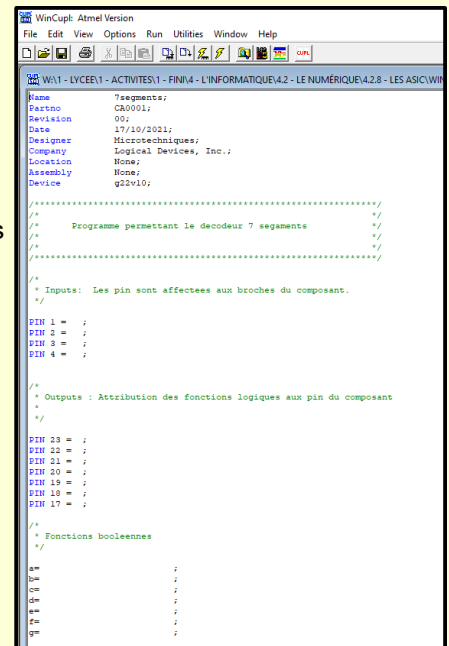 WinCupl: Atmel Version
File Edit View Options Run Utilities Window Help
CUPL
W:\1 - LYCEE\1 - ACTIVITES\1 - FINI\4 - L'INFORMATIQUE\4.2 - LE NUMÉRIQUE\4.2.8 - LES ASIC\WIN
Name 7segments;
Partno CA0001;
Revision 00;
Date 17/10/2021;
Designer Microtechniques;
Company Logical Devices, Inc.;
Location None;
Assembly None;
Device g22v10;
/****************************************************************/
/* */
/* Programme permettant le decodeur 7 segaments */
/* */
/* */
/****************************************************************/
s
/*
* Inputs: Les pin sont affectees aux broches du composant.
*/
PIN 1 = ;
PIN 2 = ;
PIN 3 = ;
PIN 4 = ;
/*
* Outputs : Attribution des fonctions logiques aux pin du composant
*
*/
PIN 23 = ;
PIN 22 = ;
PIN 21 = ;
PIN 20 = ;
PIN 19 = ;
PIN 18 = ;
PIN 17 = ;
/*
* Fonctions booleennes
*/
a= ;
b= ;
c= ;
d= ;
e= ;
f= ;
g= ;